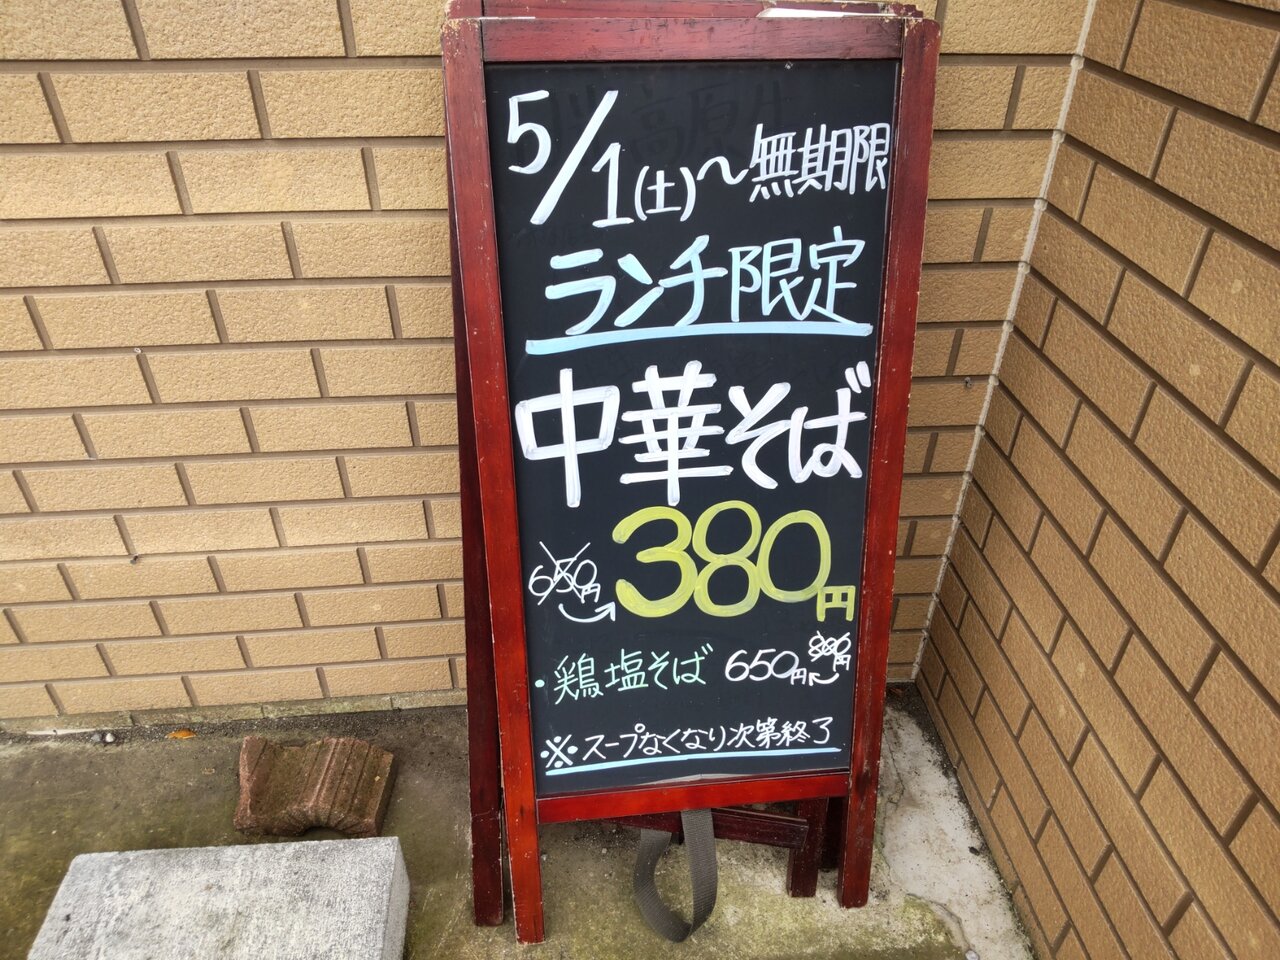 5/1(土)~無期限
ランチ限定
中華そば
650円 380円
・鶏塩そば 650円 800円
※スープなくなり次第終了